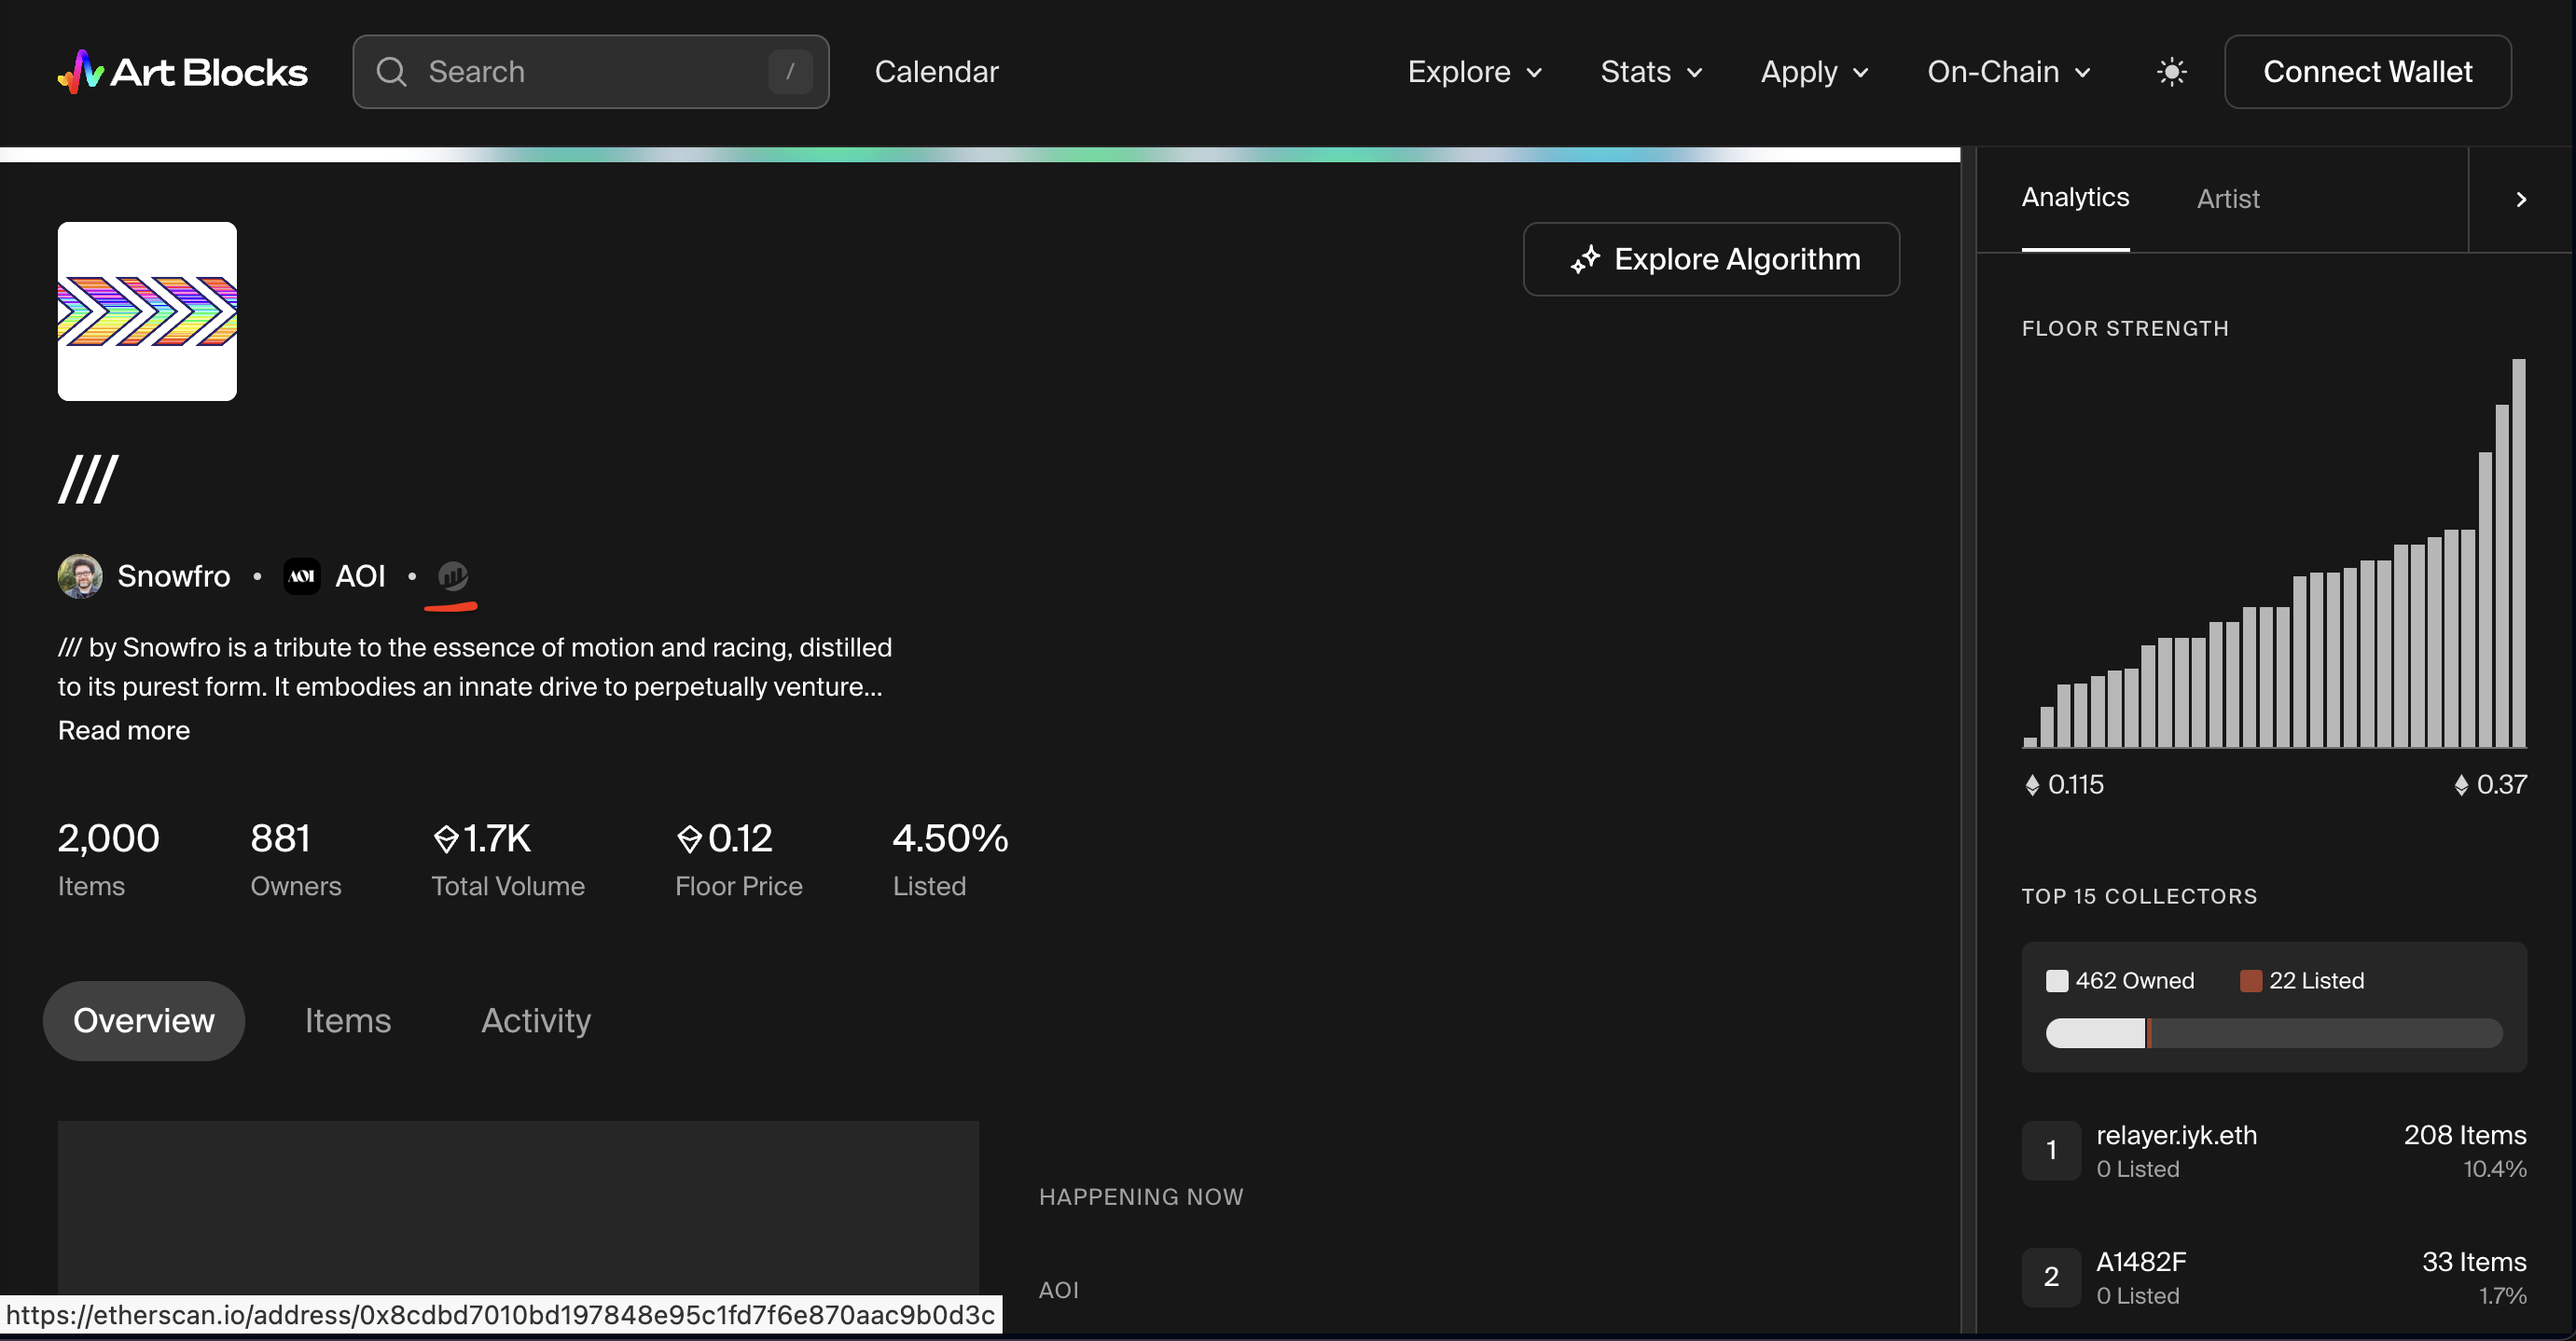 Art Blocks
Search
/
Calendar
Explore
Stats
Apply
On-Chain
Connect Wallet
Explore Algorithm
///
Snowfro • AOI •
/// by Snowfro is a tribute to the essence of motion and racing, distilled
to its purest form. It embodies an innate drive to perpetually venture...
Read more
2,000
Items
881
Owners
1.7K
Total Volume
0.12
Floor Price
4.50%
Listed
Overview
Items
Activity
HAPPENING NOW
AOI
https://etherscan.io/address/0x8cdbd7010bd197848e95c1fd7f6e870aac9b0d3c
Analytics
Artist
FLOOR STRENGTH
0.115
0.37
TOP 15 COLLECTORS
462 Owned
22 Listed
1
relayer.iyk.eth
208 Items
0 Listed
10.4%
2
A1482F
33 Items
0 Listed
1.7%